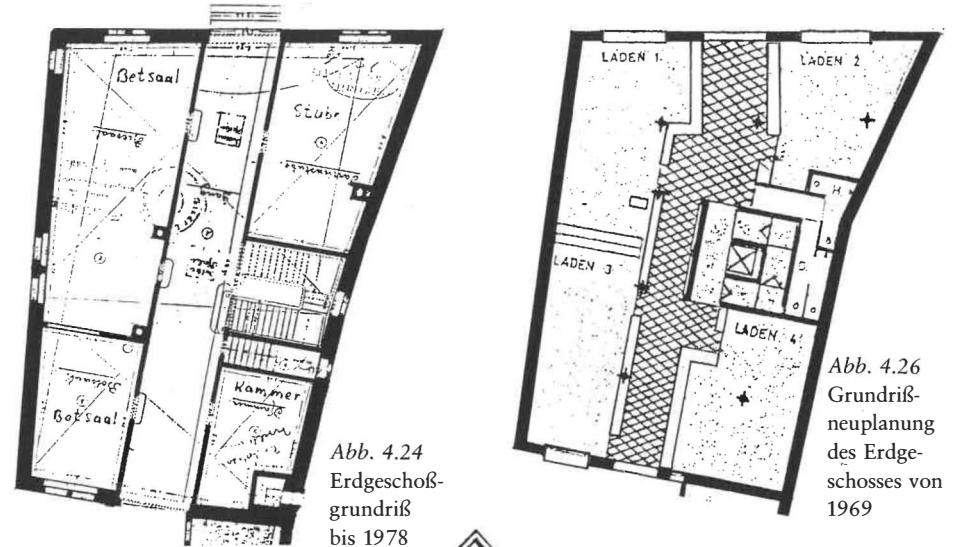 Betsaal
Stube
Betsaal
Kammer
Abb. 4.24
Erdgeschoß-
grundriß
bis 1978
LADEN 1
LADEN 2
H.
LADEN 3
D.
LADEN 4
Abb. 4.26
Grundriß-
neuplanung
des Erdge-
schosses von
1969